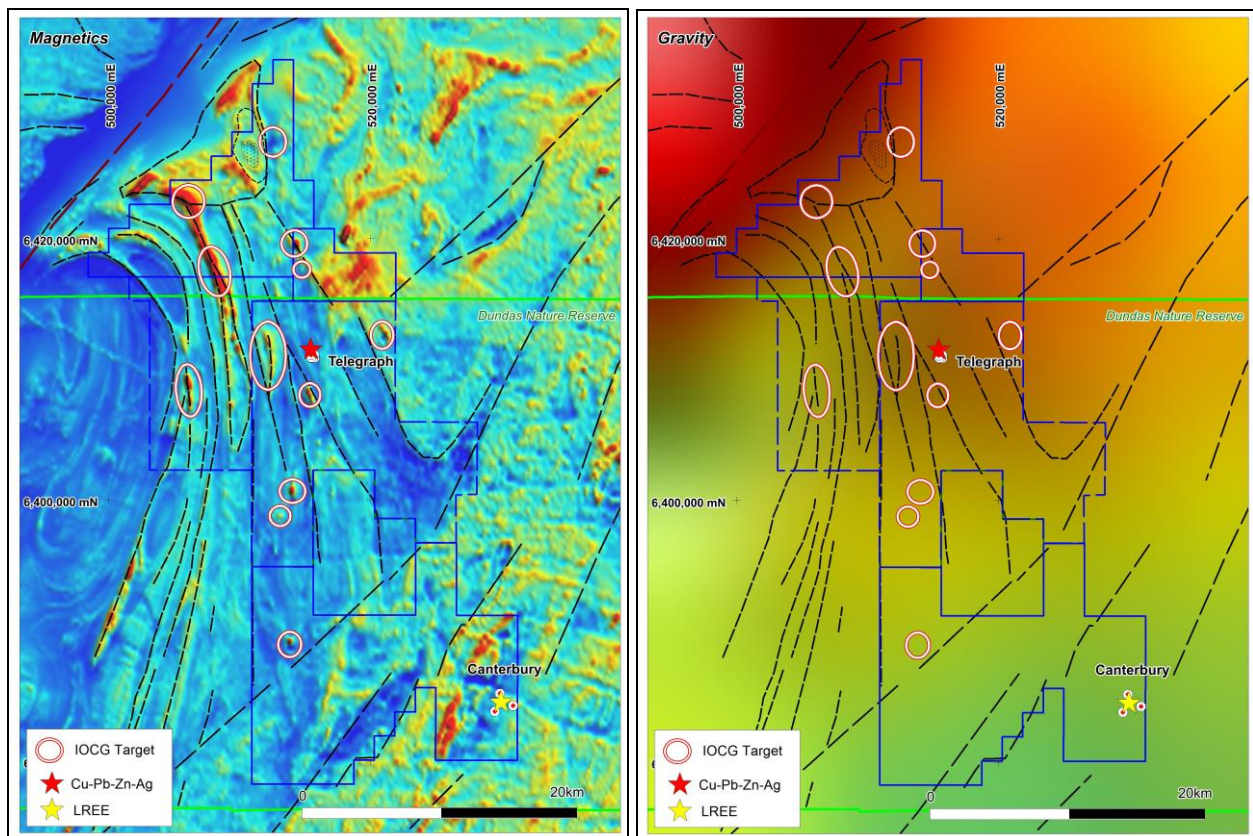 Magnetics
500,000 mE
520,000 mE
6,420,000 mN
Dundas Nature Reserve
Telegraph
6,400,000 mN
Canterbury
IOCG Target
Cu-Pb-Zn-Ag
LREE
0
20km
Gravity
500,000 mE
520,000 mE
6,420,000 mN
Dundas Nature Reserve
Telegraph
6,400,000 mN
Canterbury
IOCG Target
Cu-Pb-Zn-Ag
LREE
0
20km